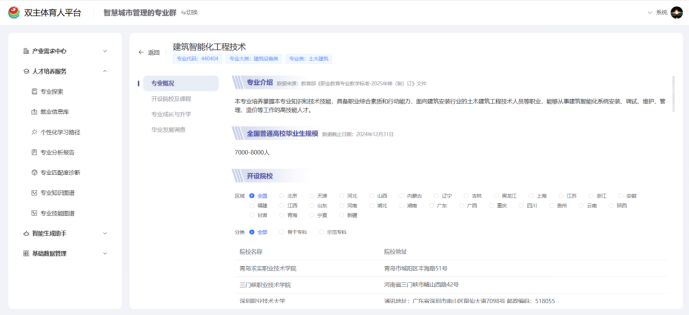 双主体育人平台
智慧城市管理的专业群 切换
系统
产业需求中心
人才培养服务
专业探索
就业信息库
个性化学习路径
专业分析报告
专业匹配度诊断
专业知识图谱
专业技能图谱
智能生成助手
基础数据管理
返回
建筑智能化工程技术
专业代码：440404 专业大类：建筑设备类 专业类：土木建筑
专业概况
开设院校及课程
专业成长与升学
毕业发展调查
专业介绍
数据来源：教育部《职业教育专业教学标准-2025年修（制）订》文件
本专业培养掌握本专业知识和技术技能，具备职业综合素质和行动能力，面向建筑安装行业的土木建筑工程技术人员等职业，能够从事建筑智能化系统安装、调试、维护、管理、造价等工作的高技能人才。
全国普通高校毕业生规模 数据截止日期：2024年12月31日
7000-8000人
开设院校
区域 全国 北京 天津 河北 山西 内蒙古 辽宁 吉林 黑龙江 上海 江苏 浙江 安徽
福建 江西 山东 河南 湖北 湖南 广东 广西 重庆 四川 贵州 云南 陕西
甘肃 青海 宁夏 新疆
分类 全部 骨干专科 示范专科
院校名称 院校地址
青岛求实职业技术学院 青岛市城阳区丰海路51号
三门峡职业技术学院 河南省三门峡市崤山西路42号
深圳职业技术大学 通讯地址：广东省深圳市南山区留仙大道7098号 邮政编码：518055